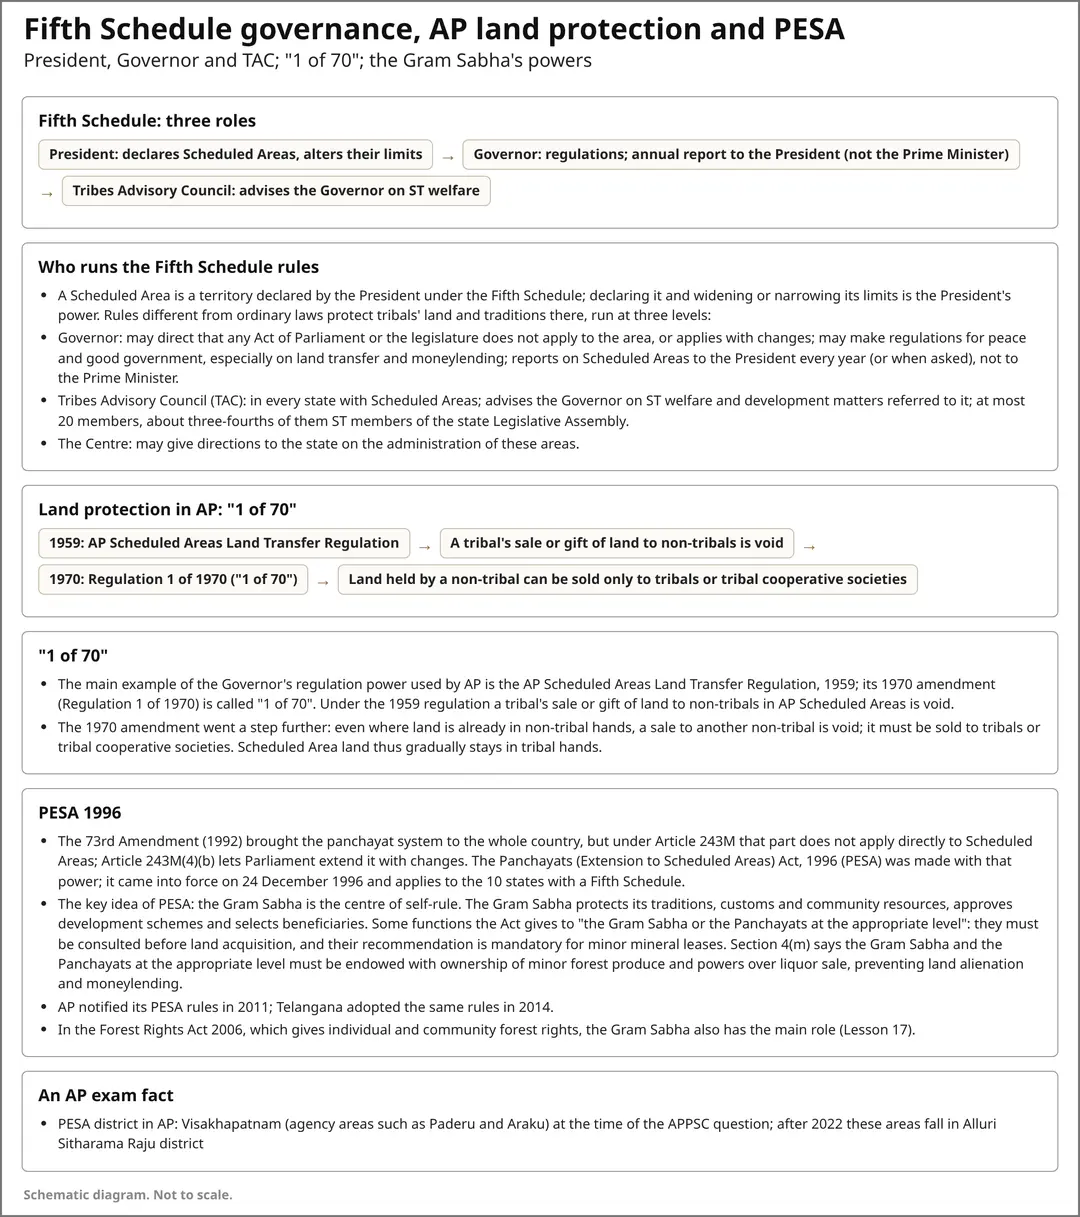 Fifth Schedule governance, AP land protection and PESA
President, Governor and TAC; "1 of 70"; the Gram Sabha's powers
Fifth Schedule: three roles
President: declares Scheduled Areas, alters their limits → Governor: regulations; annual report to the President (not the Prime Minister)
→ Tribes Advisory Council: advises the Governor on ST welfare
Who runs the Fifth Schedule rules
• A Scheduled Area is a territory declared by the President under the Fifth Schedule; declaring it and widening or narrowing its limits is the President's
power. Rules different from ordinary laws protect tribals' land and traditions there, run at three levels:
• Governor: may direct that any Act of Parliament or the legislature does not apply to the area, or applies with changes; may make regulations for peace
and good government, especially on land transfer and moneylending; reports on Scheduled Areas to the President every year (or when asked), not to
the Prime Minister.
• Tribes Advisory Council (TAC): in every state with Scheduled Areas; advises the Governor on ST welfare and development matters referred to it; at most
20 members, about three-fourths of them ST members of the state Legislative Assembly.
• The Centre: may give directions to the state on the administration of these areas.
Land protection in AP: "1 of 70"
1959: AP Scheduled Areas Land Transfer Regulation → A tribal's sale or gift of land to non-tribals is void →
1970: Regulation 1 of 1970 ("1 of 70") → Land held by a non-tribal can be sold only to tribals or tribal cooperative societies
"1 of 70"
• The main example of the Governor's regulation power used by AP is the AP Scheduled Areas Land Transfer Regulation, 1959; its 1970 amendment
(Regulation 1 of 1970) is called "1 of 70". Under the 1959 regulation a tribal's sale or gift of land to non-tribals in AP Scheduled Areas is void.
• The 1970 amendment went a step further: even where land is already in non-tribal hands, a sale to another non-tribal is void; it must be sold to tribals or
tribal cooperative societies. Scheduled Area land thus gradually stays in tribal hands.
PESA 1996
• The 73rd Amendment (1992) brought the panchayat system to the whole country, but under Article 243M that part does not apply directly to Scheduled
Areas; Article 243M(4)(b) lets Parliament extend it with changes. The Panchayats (Extension to Scheduled Areas) Act, 1996 (PESA) was made with that
power; it came into force on 24 December 1996 and applies to the 10 states with a Fifth Schedule.
• The key idea of PESA: the Gram Sabha is the centre of self-rule. The Gram Sabha protects its traditions, customs and community resources, approves
development schemes and selects beneficiaries. Some functions the Act gives to "the Gram Sabha or the Panchayats at the appropriate level": they must
be consulted before land acquisition, and their recommendation is mandatory for minor mineral leases. Section 4(m) says the Gram Sabha and the
Panchayats at the appropriate level must be endowed with ownership of minor forest produce and powers over liquor sale, preventing land alienation
and moneylending.
• AP notified its PESA rules in 2011; Telangana adopted the same rules in 2014.
• In the Forest Rights Act 2006, which gives individual and community forest rights, the Gram Sabha also has the main role (Lesson 17).
An AP exam fact
• PESA district in AP: Visakhapatnam (agency areas such as Paderu and Araku) at the time of the APPSC question; after 2022 these areas fall in Alluri
Sitharama Raju district
Schematic diagram. Not to scale.